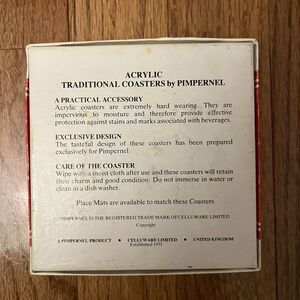 ACRYLIC
TRADITIONAL COASTERS by PIMPERNEL
A PRACTICAL ACCESSORY
Acrylic coasters are extremely hard wearing. They are
impervious to moisture and therefore provide effective
protection against stains and marks associated with beverages.
EXCLUSIVE DESIGN
The tasteful design of these coasters has been prepared
exclusively for Pimpernel.
CARE OF THE COASTER
Wipe with a moist cloth after use and these coasters will retain
their charm and good condition. Do not immerse in water or
clean in a dish washer.
Place Mats are available to match these Coasters
PIMPERNEL IS THE REGISTERED TRADE MARK OF CELLUWARE LIMITED
Copyright
A PIMPERNEL PRODUCT • CELLUWARE LIMITED • UNITED KINGDOM
Established 1933